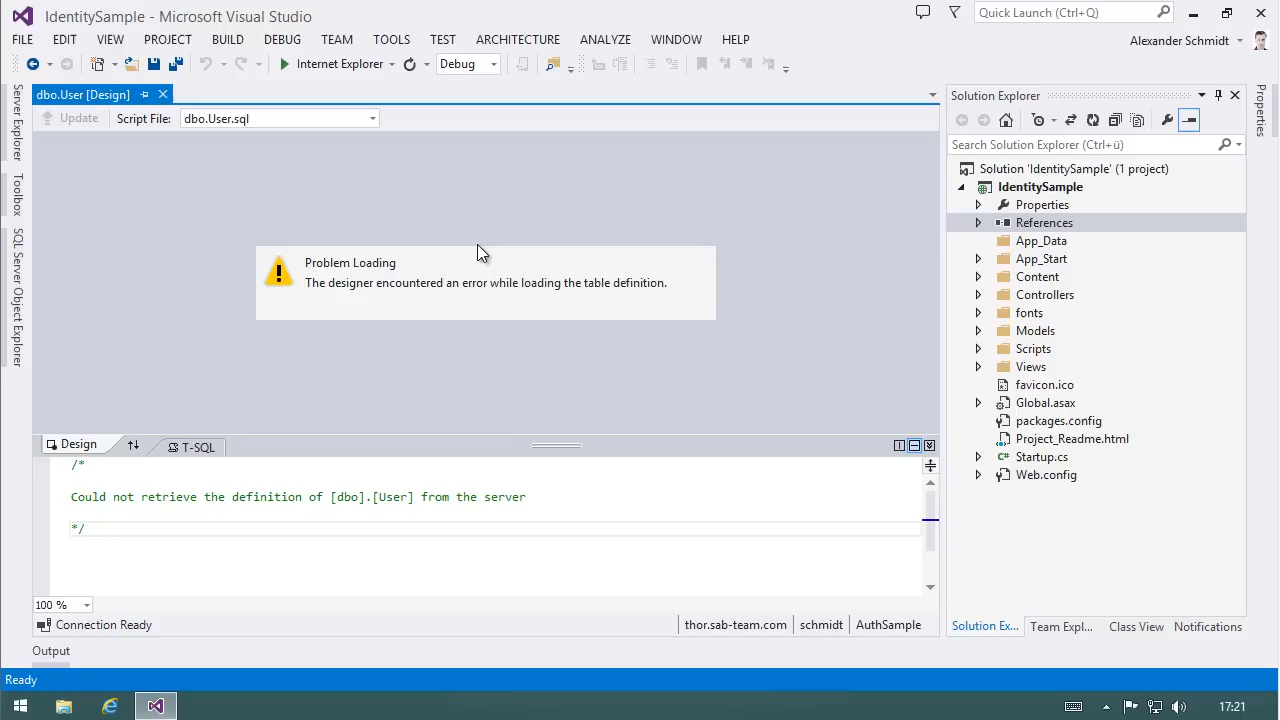 IdentitySample - Microsoft Visual Studio
Quick Launch (Ctrl+Q)
FILE EDIT VIEW PROJECT BUILD DEBUG TEAM TOOLS TEST ARCHITECTURE ANALYZE WINDOW HELP
Alexander Schmidt
Internet Explorer
Debug
Server Explorer
Toolbox
SQL Server Object Explorer
dbo.User [Design]
Update
Script File:
dbo.User.sql
Problem Loading
The designer encountered an error while loading the table definition.
Design
T-SQL
/*
Could not retrieve the definition of [dbo].[User] from the server
*/
100 %
Connection Ready
thor.sab-team.com
schmidt
AuthSample
Solution Explorer
Search Solution Explorer (Ctrl+ü)
Solution 'IdentitySample' (1 project)
IdentitySample
Properties
References
App_Data
App_Start
Content
Controllers
fonts
Models
Scripts
Views
favicon.ico
Global.asax
packages.config
Project_Readme.html
Startup.cs
Web.config
Solution Ex...
Team Expl...
Class View
Notifications
Properties
Output
Ready
17:21